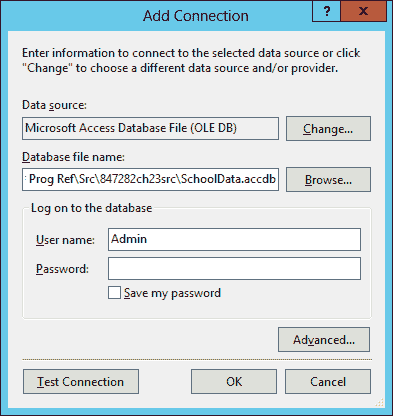 Add Connection
? X
Enter information to connect to the selected data source or click
"Change" to choose a different data source and/or provider.
Data source:
Microsoft Access Database File (OLE DB)
Change...
Database file name:
: Prog Ref\Src\847282ch23src\SchoolData.accdb
Browse...
Log on to the database
User name:
Admin
Password:
Save my password
Advanced...
Test Connection
OK
Cancel